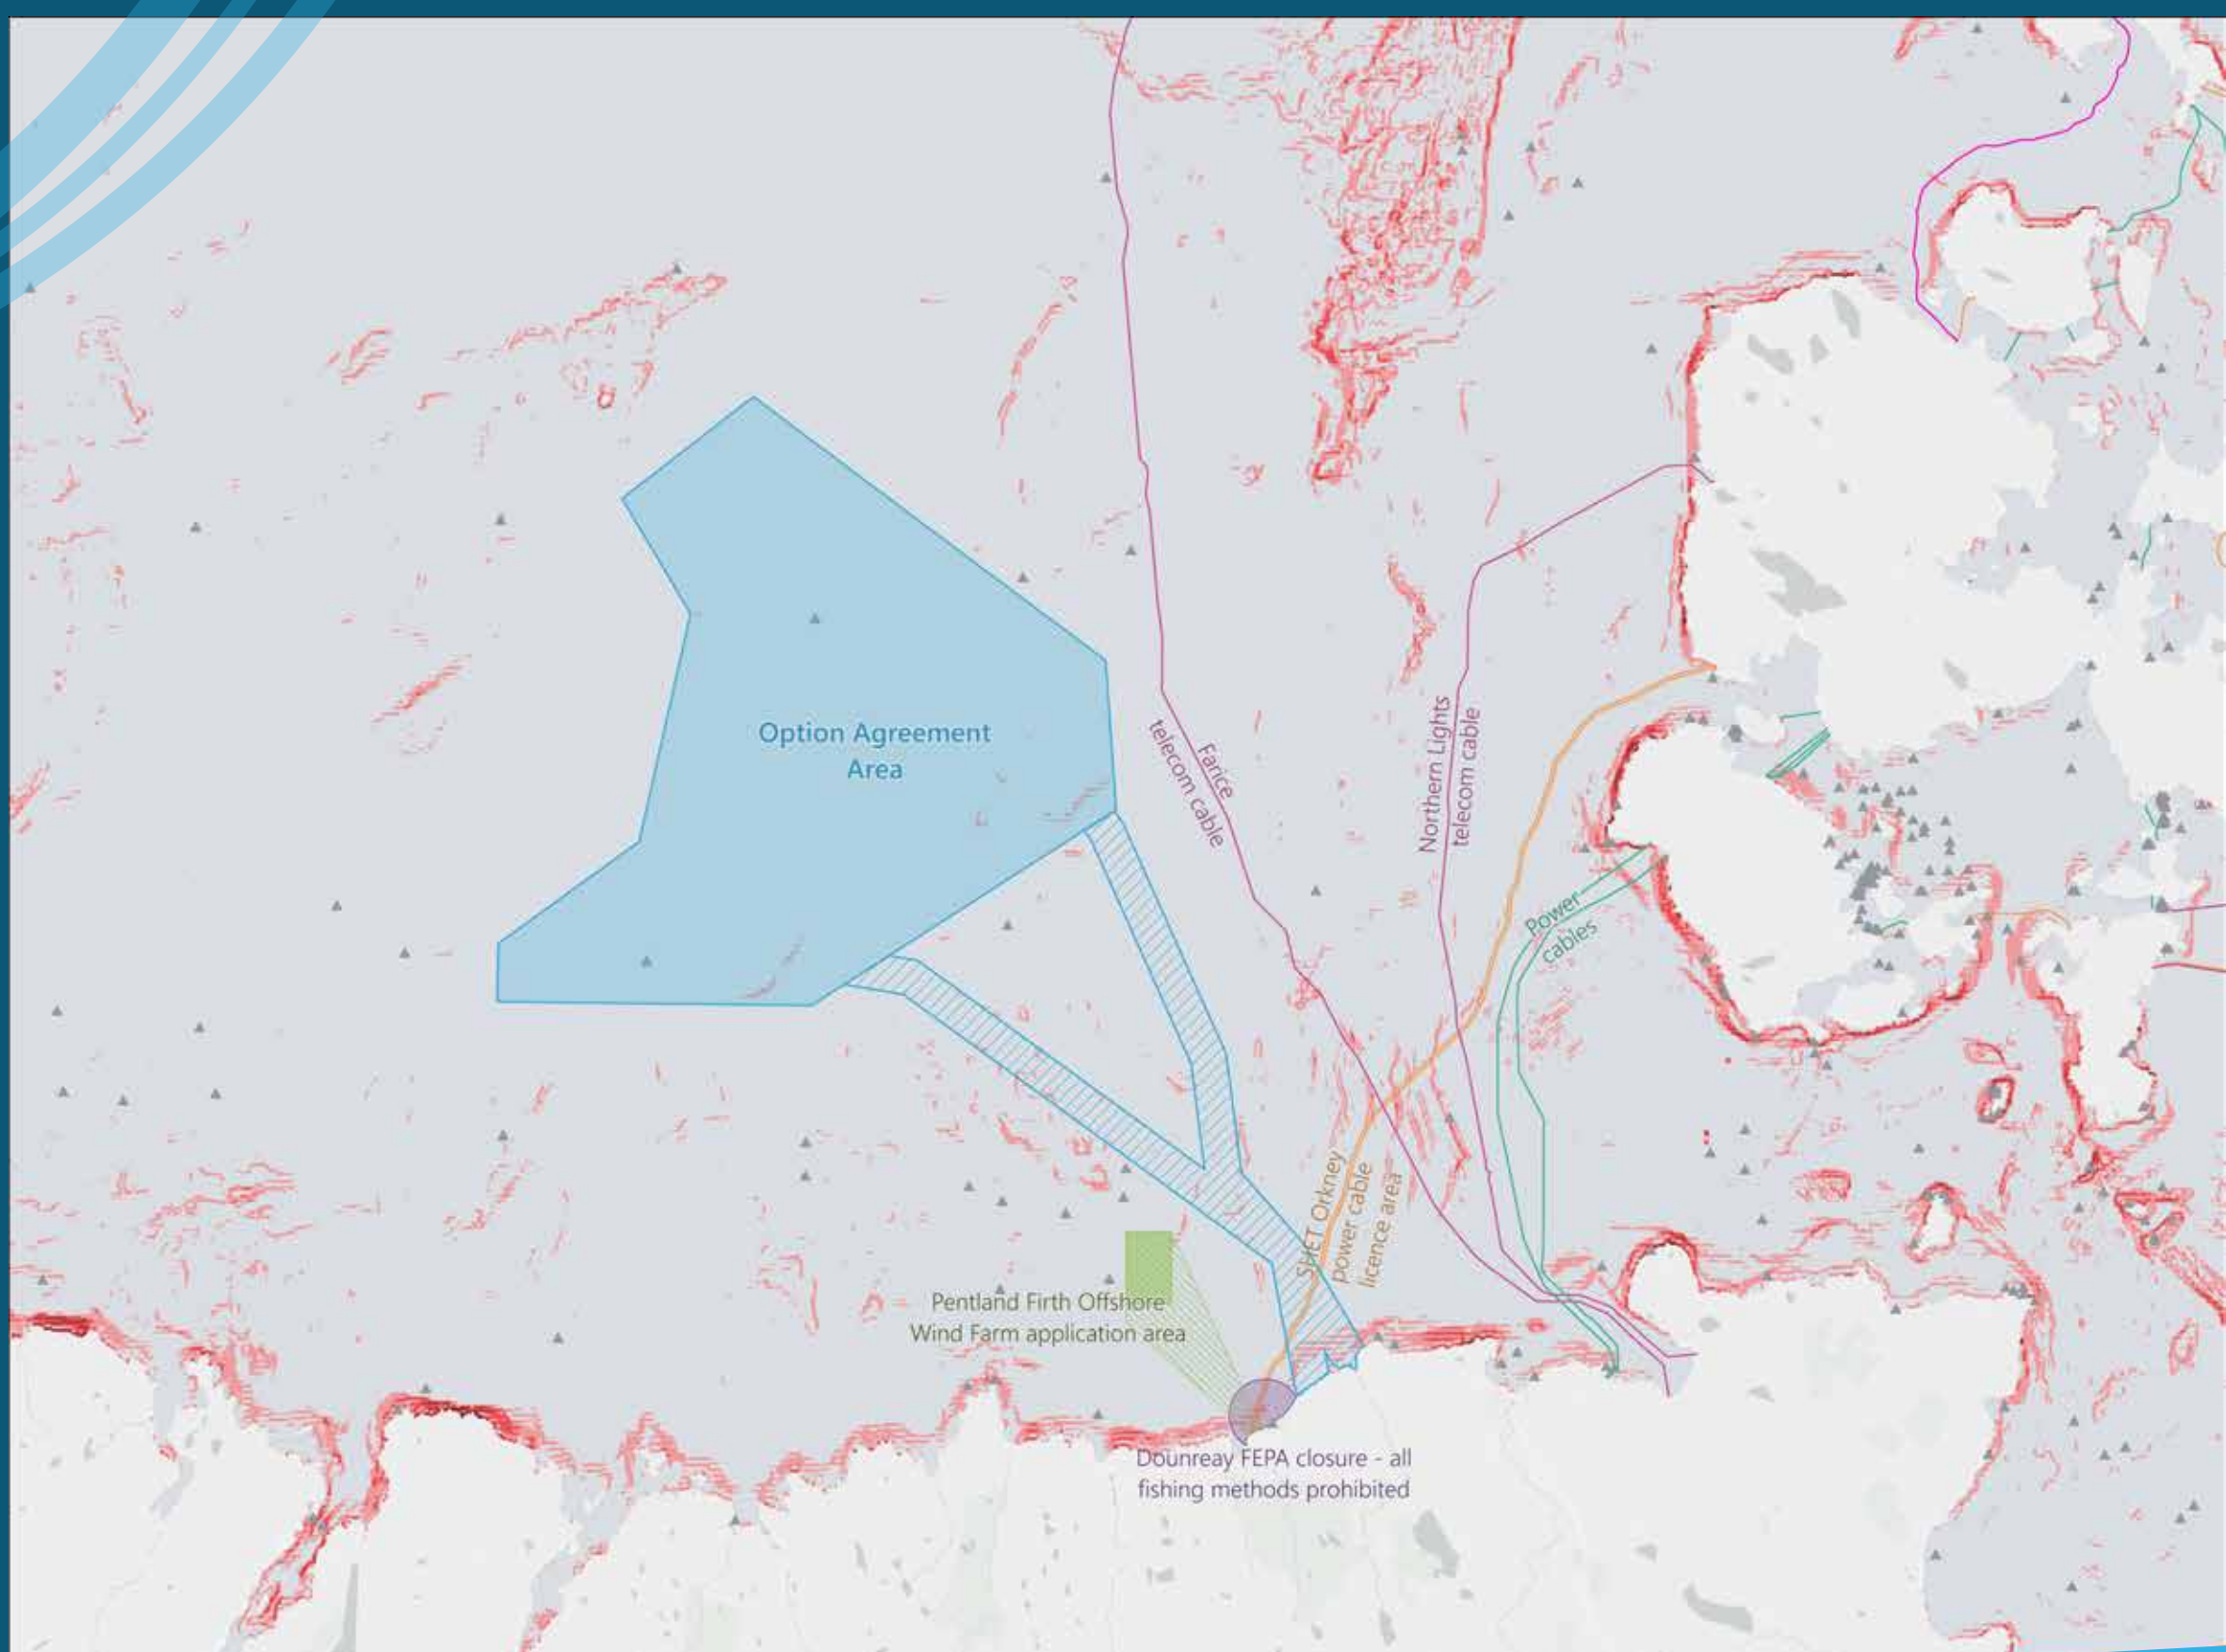 Option Agreement
Area
Farice
telecom cable
Northern Lights
telecom cable
Power
cables
SHET Orkney
power cable
licence area
Pentland Firth Offshore
Wind Farm application area
Dounreay FEPA closure - all
fishing methods prohibited